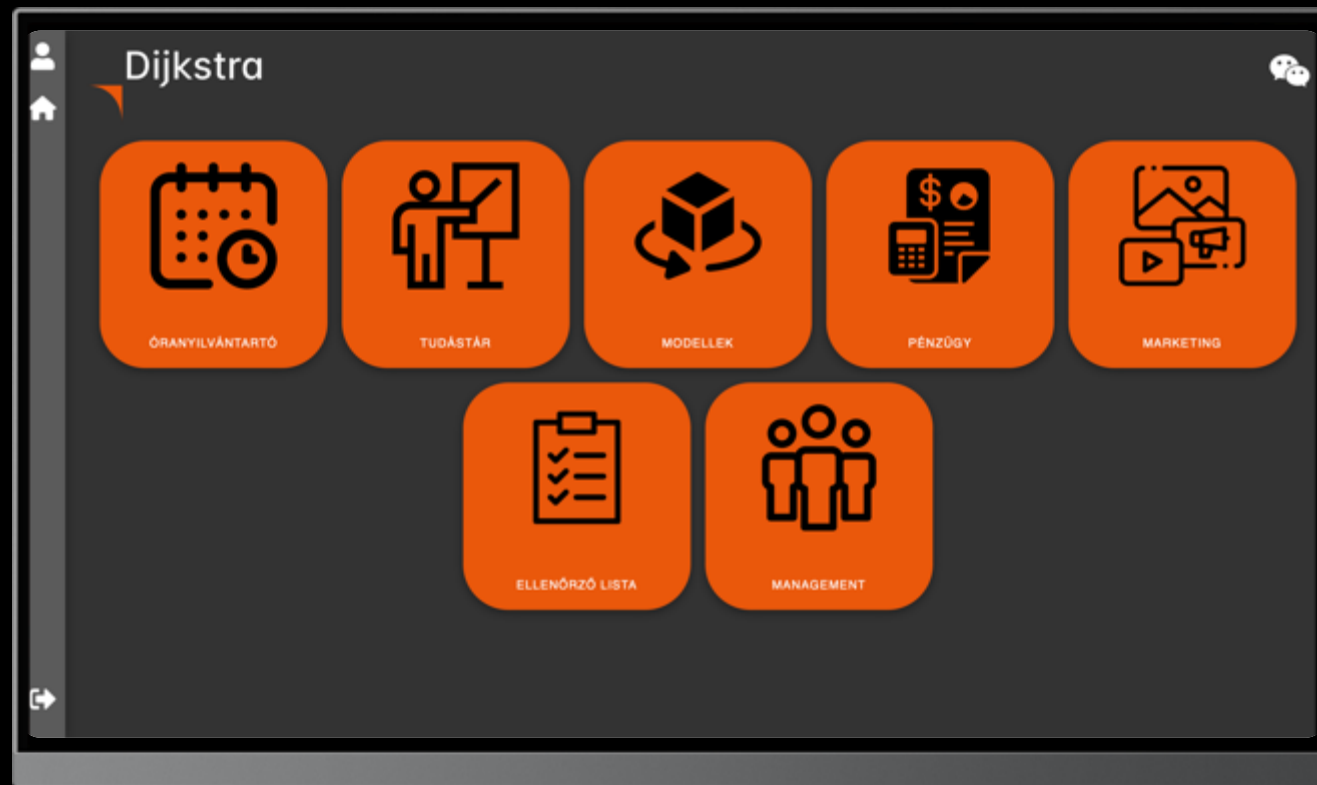 Dijkstra
ÓRANYILVÁNTARTÓ
TUDÁSTÁR
MODELLEK
PÉNZÜGY
MARKETING
ELLENŐRZŐ LISTA
MANAGEMENT